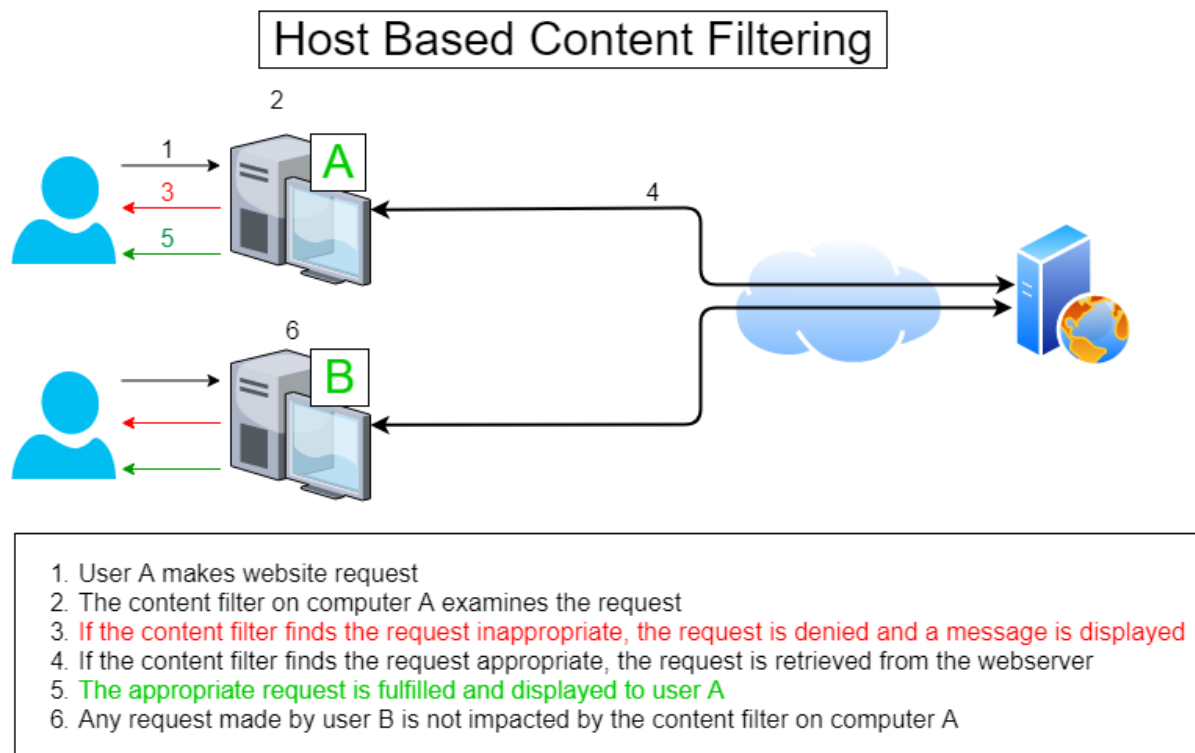 Host Based Content Filtering
2
1
A
3
4
5
6
B
1. User A makes website request
2. The content filter on computer A examines the request
3. If the content filter finds the request inappropriate, the request is denied and a message is displayed
4. If the content filter finds the request appropriate, the request is retrieved from the webserver
5. The appropriate request is fulfilled and displayed to user A
6. Any request made by user B is not impacted by the content filter on computer A